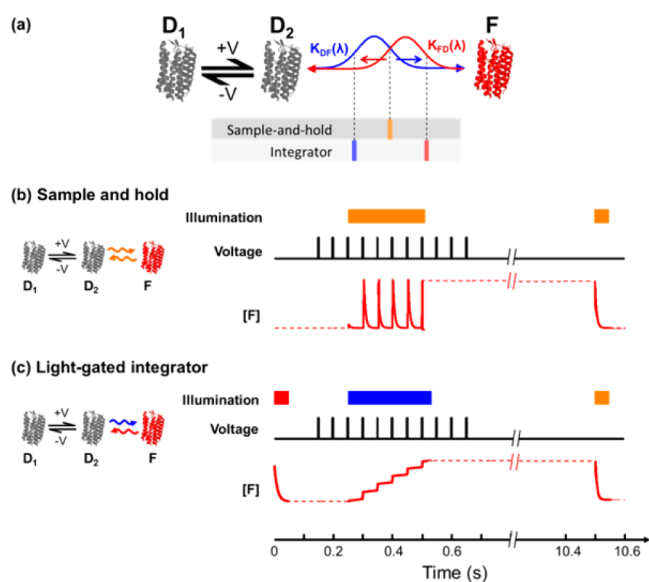 (a)
D1 D2 F
+V
-V
KDF(λ) KFD(λ)
Sample-and-hold
Integrator
(b) Sample and hold
Illumination
Voltage
+V
-V
D1 D2 F
[F]
(c) Light-gated integrator
Illumination
Voltage
+V
-V
D1 D2 F
[F]
0 0.2 0.4 0.6 10.4 10.6
Time (s)